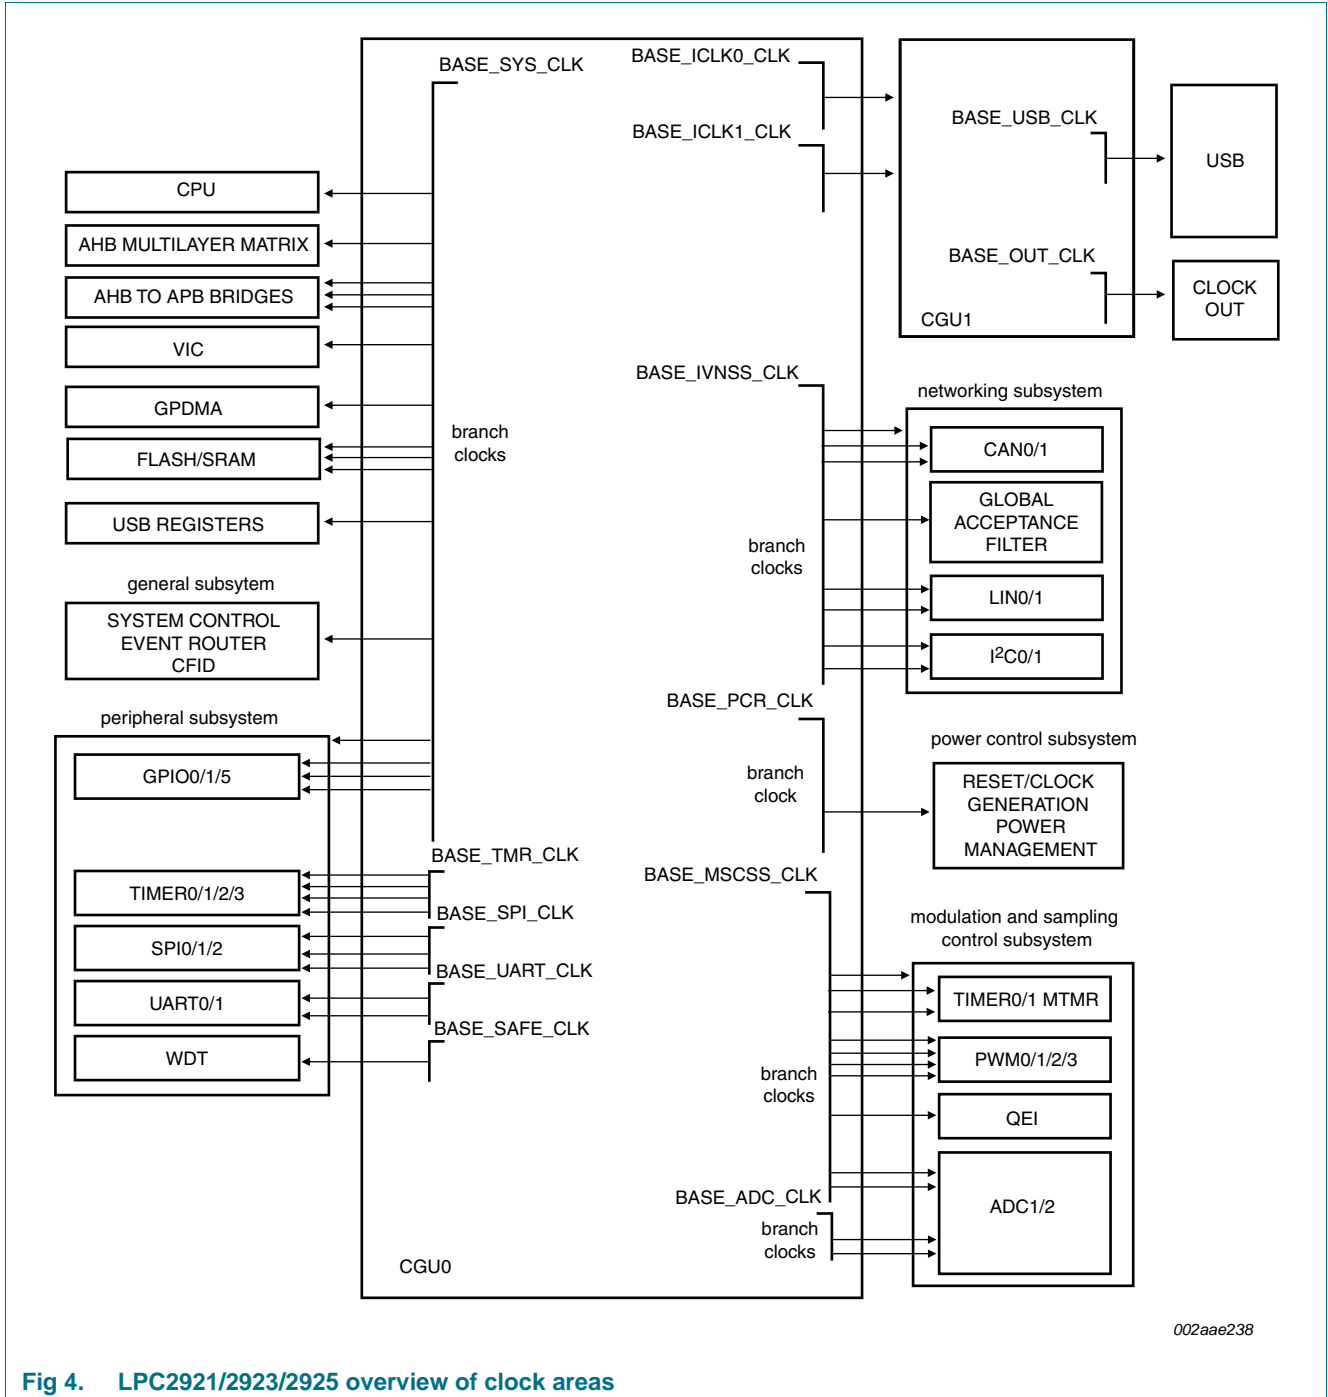 BASE_SYS_CLK
BASE_ICLK0_CLK
BASE_ICLK1_CLK
BASE_USB_CLK
USB
BASE_OUT_CLK
CLOCK
OUT
CGU1
CPU
AHB MULTILAYER MATRIX
AHB TO APB BRIDGES
VIC
GPDMA
FLASH/SRAM
USB REGISTERS
branch
clocks
general subsytem
SYSTEM CONTROL
EVENT ROUTER
CFID
peripheral subsystem
GPIO0/1/5
BASE_TMR_CLK
TIMER0/1/2/3
BASE_SPI_CLK
SPI0/1/2
BASE_UART_CLK
UART0/1
BASE_SAFE_CLK
WDT
BASE_IVNSS_CLK
networking subsystem
CAN0/1
GLOBAL
ACCEPTANCE
FILTER
branch
clocks
LIN0/1
I2C0/1
BASE_PCR_CLK
power control subsystem
branch
clock
RESET/CLOCK
GENERATION
POWER
MANAGEMENT
BASE_MSCSS_CLK
modulation and sampling
control subsystem
TIMER0/1 MTMR
PWM0/1/2/3
branch
clocks
QEI
BASE_ADC_CLK
ADC1/2
branch
clocks
CGU0
002aae238
Fig 4. LPC2921/2923/2925 overview of clock areas